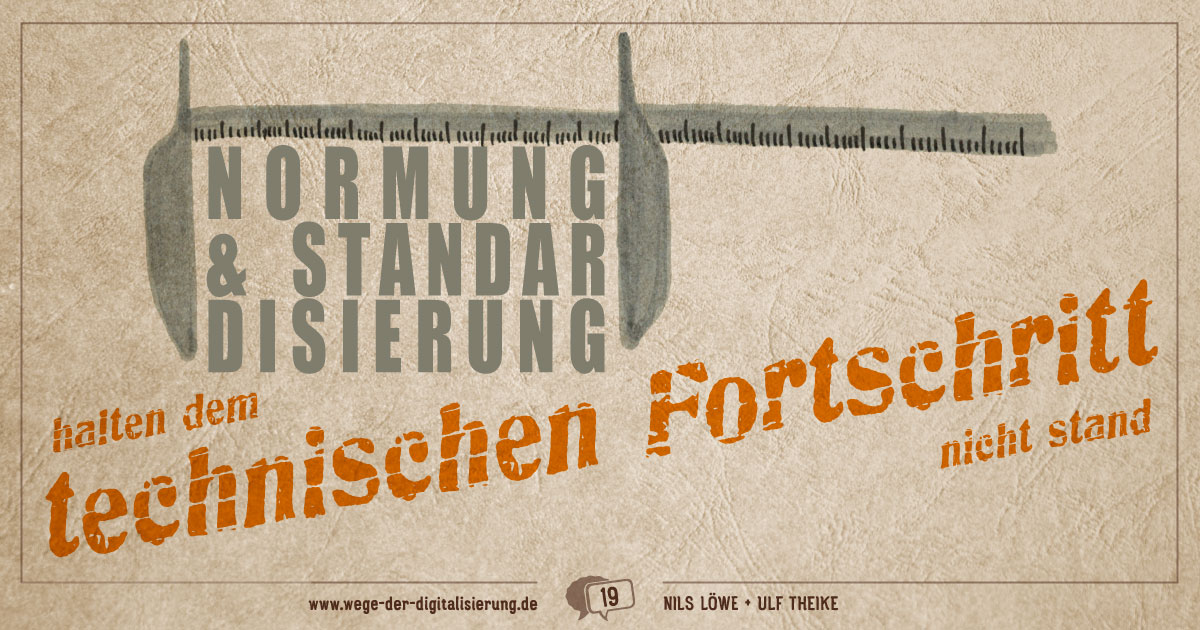 NORMUNG
& STANDAR
DISIERUNG
halten dem
technischen Fortschritt
nicht stand
www.wege-der-digitalisierung.de
19
NILS LÖWE + ULF THEIKE